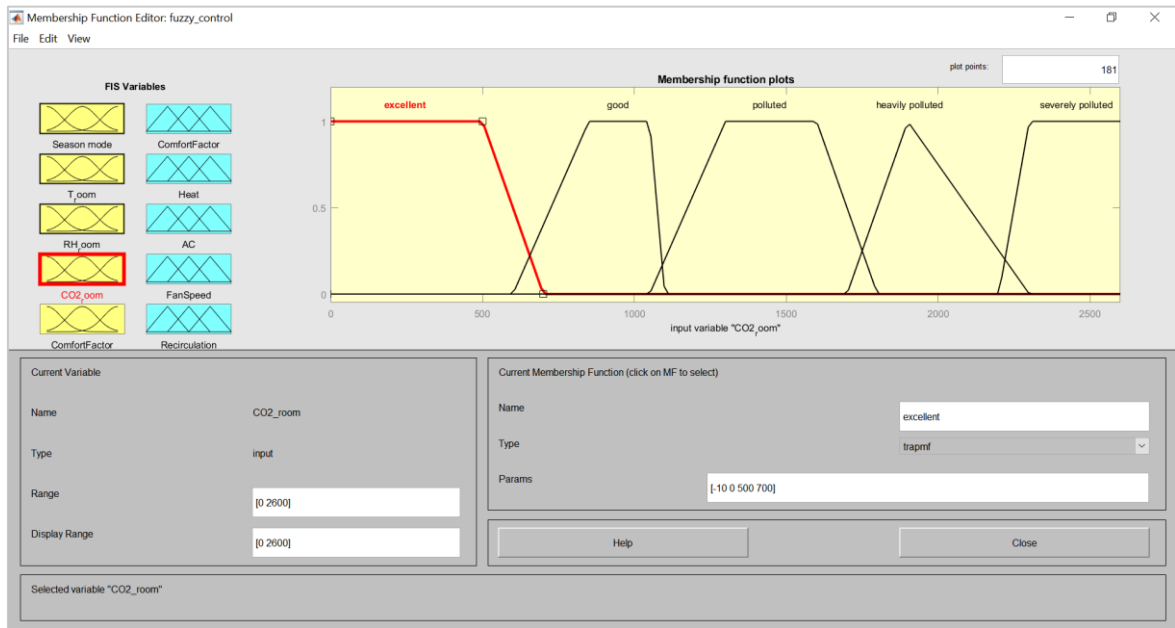 Membership Function Editor: fuzzy_control
File Edit View
FIS Variables
Season mode
ComfortFactor
T_room
Heat
RH_room
AC
CO2_room
FanSpeed
ComfortFactor
Recirculation
plot points:
181
Membership function plots
excellent good polluted heavily polluted severely polluted
1
0.5
0
0 500 1000 1500 2000 2500
input variable "CO2_room"
Current Variable
Name CO2_room
Type input
Range [0 2600]
Display Range [0 2600]
Current Membership Function (click on MF to select)
Name excellent
Type trapmf
Params [-10 0 500 700]
Help Close
Selected variable "CO2_room"